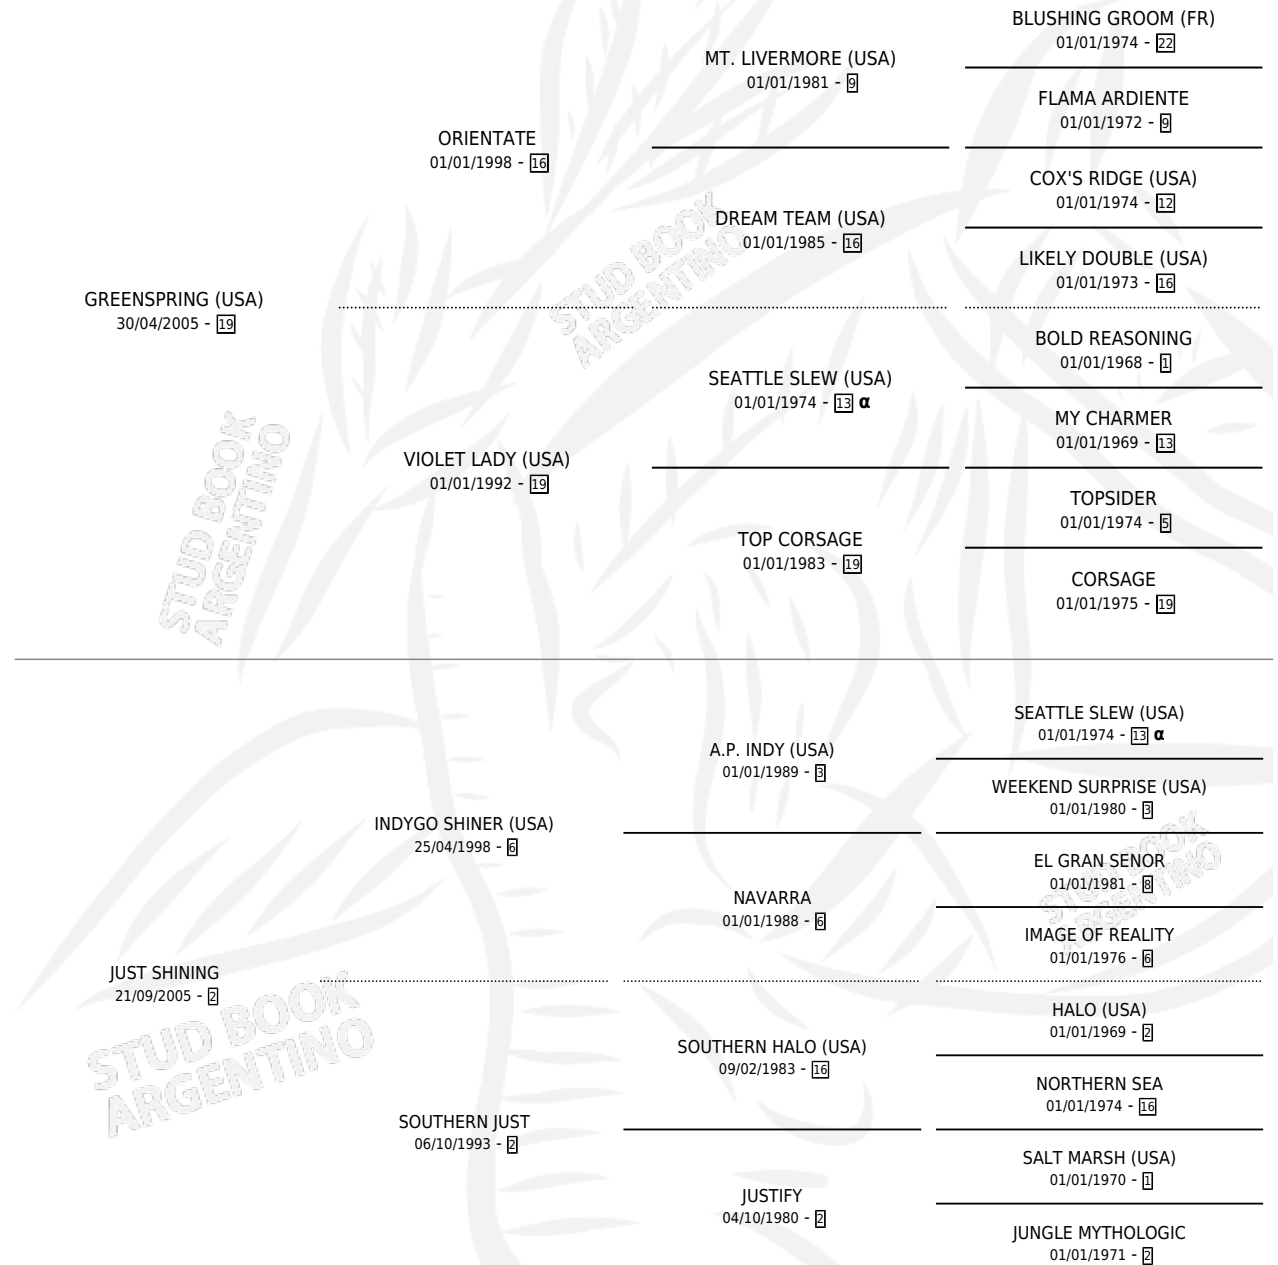 BLUSHING GROOM (FR)
01/01/1974 - 22
MT. LIVERMORE (USA)
01/01/1981 - 9
FLAMA ARDIENTE
01/01/1972 - 9
ORIENTATE
01/01/1998 - 16
COX'S RIDGE (USA)
01/01/1974 - 12
DREAM TEAM (USA)
01/01/1985 - 16
LIKELY DOUBLE (USA)
01/01/1973 - 16
GREENSPRING (USA)
30/04/2005 - 19
BOLD REASONING
01/01/1968 - 1
SEATTLE SLEW (USA)
01/01/1974 - 13 α
MY CHARMER
01/01/1969 - 13
VIOLET LADY (USA)
01/01/1992 - 19
TOPSIDER
01/01/1974 - 5
TOP CORSAGE
01/01/1983 - 19
CORSAGE
01/01/1975 - 19
SEATTLE SLEW (USA)
01/01/1974 - 13 α
A.P. INDY (USA)
01/01/1989 - 3
WEEKEND SURPRISE (USA)
01/01/1980 - 3
INDYGO SHINER (USA)
25/04/1998 - 6
EL GRAN SENOR
01/01/1981 - 8
NAVARRA
01/01/1988 - 6
IMAGE OF REALITY
01/01/1976 - 6
JUST SHINING
21/09/2005 - 2
HALO (USA)
01/01/1969 - 2
SOUTHERN HALO (USA)
09/02/1983 - 16
NORTHERN SEA
01/01/1974 - 16
SOUTHERN JUST
06/10/1993 - 2
SALT MARSH (USA)
01/01/1970 - 1
JUSTIFY
04/10/1980 - 2
JUNGLE MYTHOLOGIC
01/01/1971 - 2
STUD BOOK
ARGENTINO
STUD BOOK
ARGENTINO
STUD BOOK
ARGENTINO
STUD BOOK
ARGENTINO